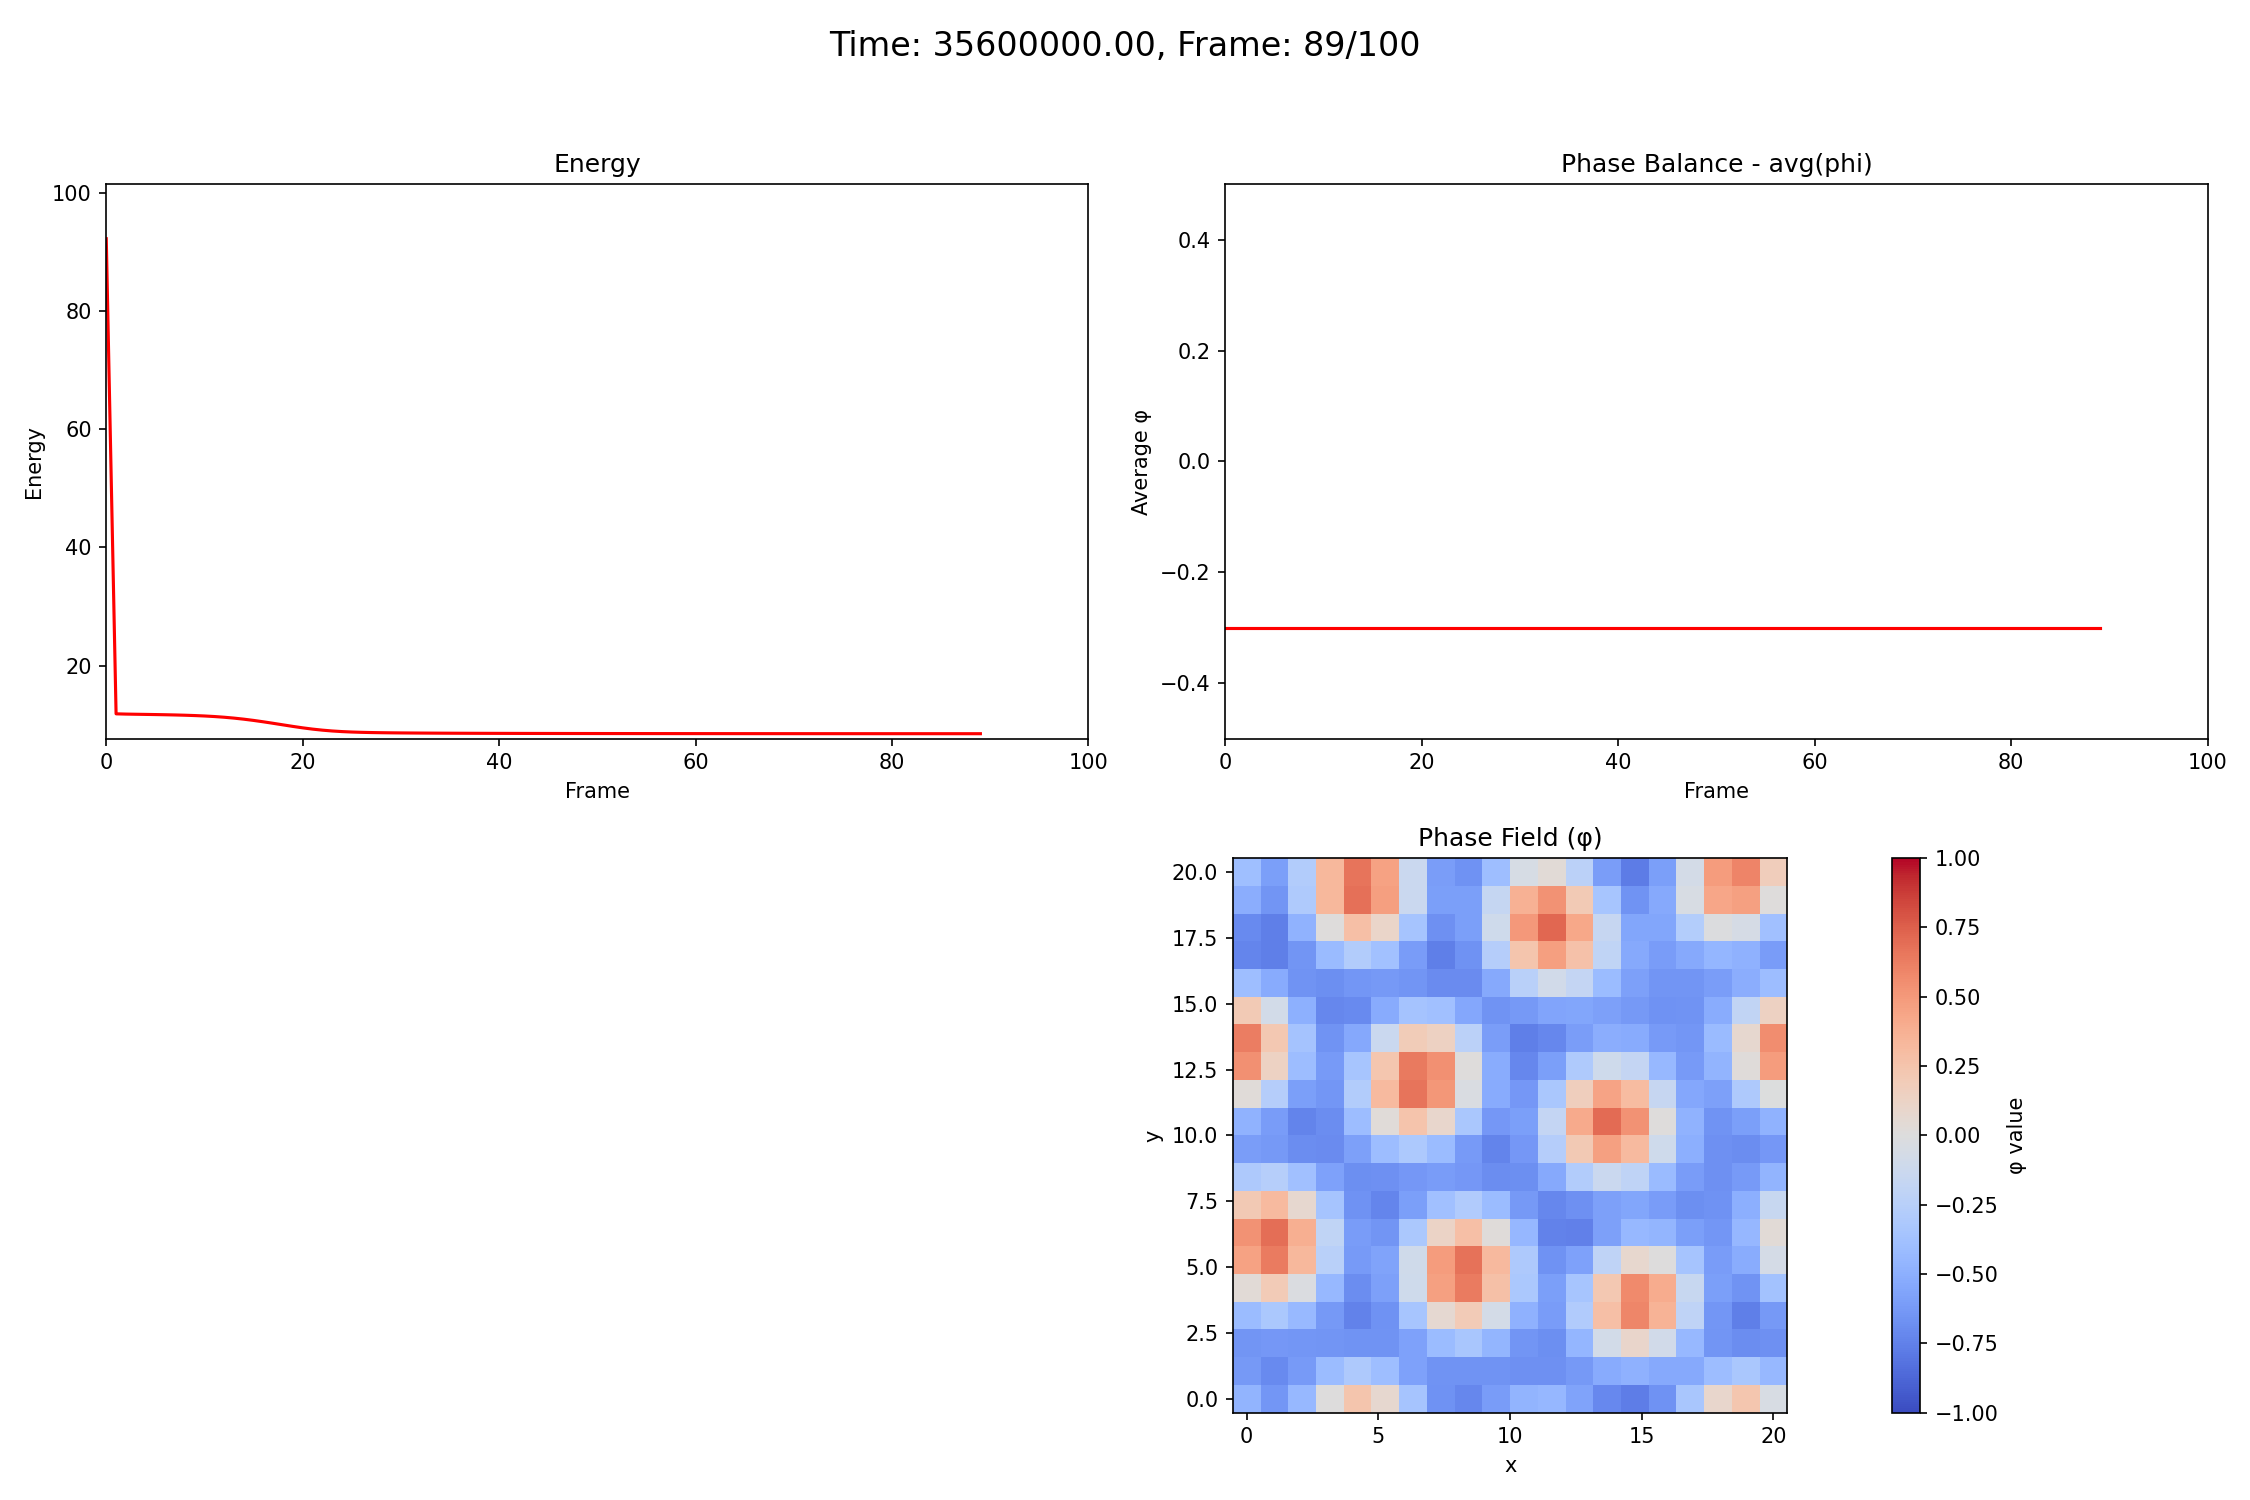 Time: 35600000.00, Frame: 89/100
Energy
100
80
60
40
20
Energy
0 20 40 60 80 100
Frame
Phase Balance - avg(phi)
0.4
0.2
0.0
−0.2
−0.4
Average φ
0 20 40 60 80 100
Frame
Phase Field (φ)
20.0
17.5
15.0
12.5
10.0
7.5
5.0
2.5
0.0
y
0 5 10 15 20
x
1.00
0.75
0.50
0.25
0.00
−0.25
−0.50
−0.75
−1.00
φ value